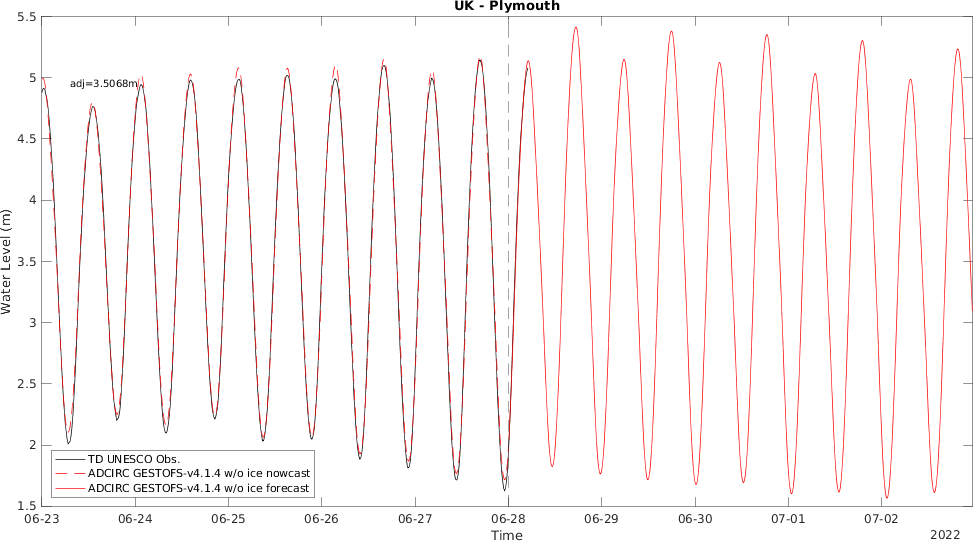 UK - Plymouth
5.5
5
4.5
4
3.5
3
2.5
2
1.5
Water Level (m)
adj=3.5068m
TD UNESCO Obs.
ADCIRC GESTOFS-v4.1.4 w/o ice nowcast
ADCIRC GESTOFS-v4.1.4 w/o ice forecast
06-23 06-24 06-25 06-26 06-27 06-28 06-29 06-30 07-01 07-02
Time
2022